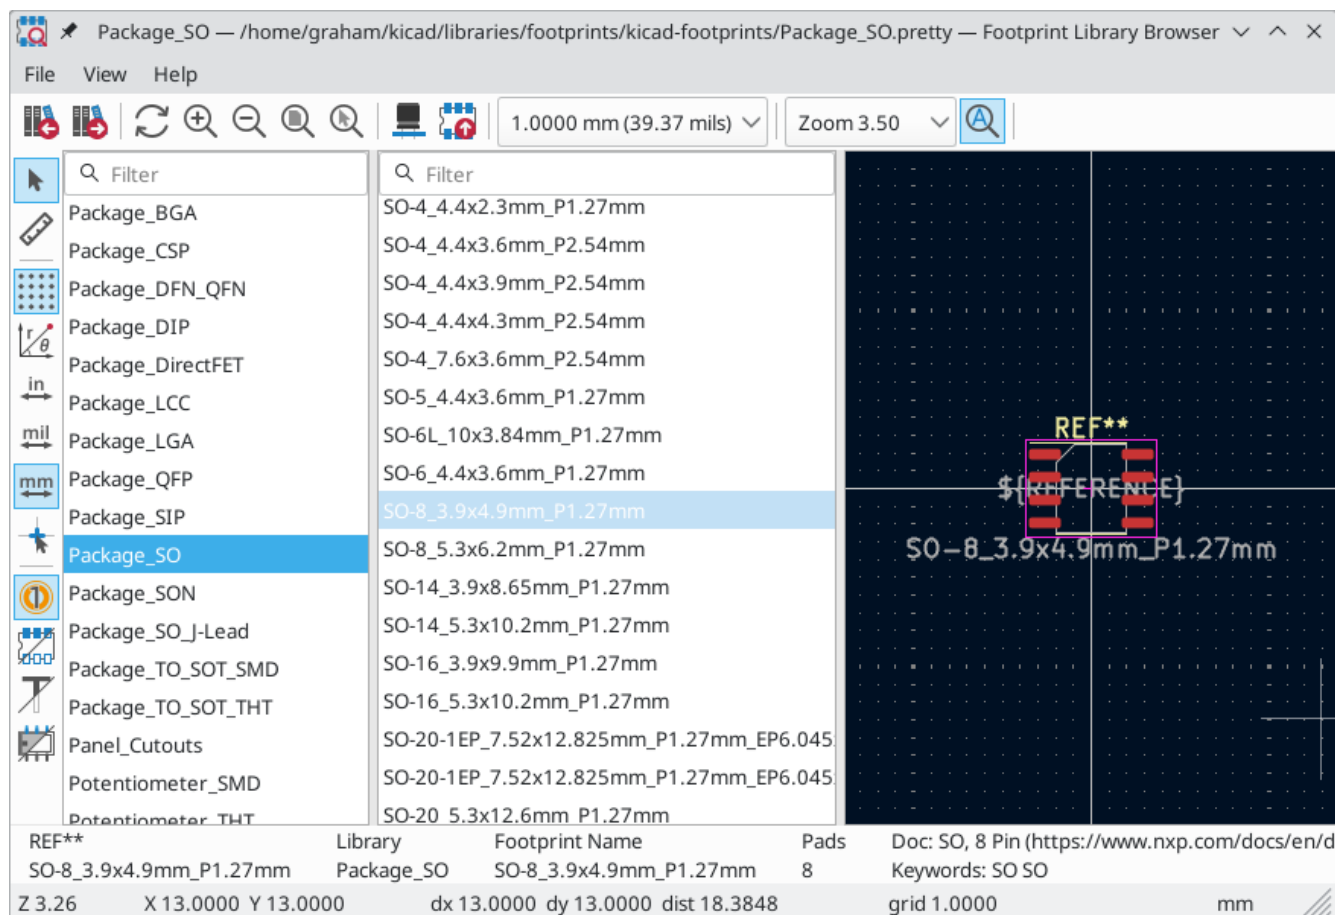 Package_SO — /home/graham/kicad/libraries/footprints/kicad-footprints/Package_SO.pretty — Footprint Library Browser
File View Help
1.0000 mm (39.37 mils) Zoom 3.50
Filter
Package_BGA
Package_CSP
Package_DFN_QFN
Package_DIP
Package_DirectFET
Package_LCC
Package_LGA
Package_QFP
Package_SIP
Package_SO
Package_SON
Package_SO_J-Lead
Package_TO_SOT_SMD
Package_TO_SOT_THT
Panel_Cutouts
Potentiometer_SMD
Potentiometer_THT
Filter
SO-4_4.4x2.3mm_P1.27mm
SO-4_4.4x3.6mm_P2.54mm
SO-4_4.4x3.9mm_P2.54mm
SO-4_4.4x4.3mm_P2.54mm
SO-4_7.6x3.6mm_P2.54mm
SO-5_4.4x3.6mm_P1.27mm
SO-6L_10x3.84mm_P1.27mm
SO-6_4.4x3.6mm_P1.27mm
SO-8_3.9x4.9mm_P1.27mm
SO-8_5.3x6.2mm_P1.27mm
SO-14_3.9x8.65mm_P1.27mm
SO-14_5.3x10.2mm_P1.27mm
SO-16_3.9x9.9mm_P1.27mm
SO-16_5.3x10.2mm_P1.27mm
SO-20-1EP_7.52x12.825mm_P1.27mm_EP6.045
SO-20-1EP_7.52x12.825mm_P1.27mm_EP6.045
SO-20_5.3x12.6mm_P1.27mm
r
θ
in
mil
mm
REF**
${REFERENCE}
SO-8_3.9x4.9mm_P1.27mm
REF** Library Footprint Name Pads Doc: SO, 8 Pin (https://www.nxp.com/docs/en/d
SO-8_3.9x4.9mm_P1.27mm Package_SO SO-8_3.9x4.9mm_P1.27mm 8 Keywords: SO SO
Z 3.26 X 13.0000 Y 13.0000 dx 13.0000 dy 13.0000 dist 18.3848 grid 1.0000 mm